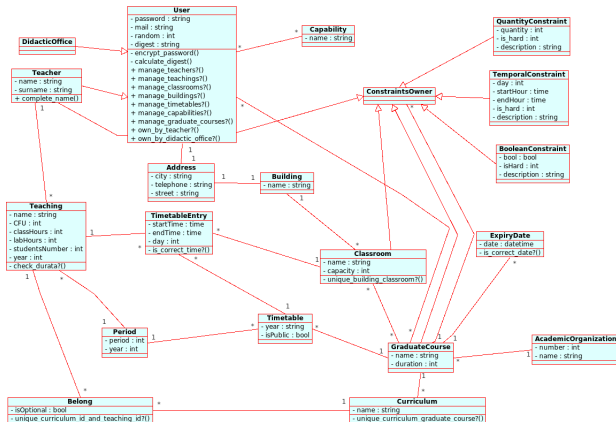 User
- password : string
- mail : string
- random : int
- digest : string
- encrypt_password()
- calculate_digest()
+ manage_teachers?()
+ manage_teachings?()
+ manage_classrooms?()
+ manage_buildings?()
+ manage_timetables?()
+ manage_capabilities?()
+ manage_graduate_courses?()
+ own_by_teacher?()
+ own_by_didactic_office?()
DidacticOffice
Teacher
- name : string
- surname : string
+ complete_name()
Capability
- name : string
QuantityConstraint
- quantity : int
- is_hard : int
- description : string
ConstraintsOwner
TemporalConstraint
- day : int
- startHour : time
- endHour : time
- is_hard : int
- description : string
BooleanConstraint
- bool : bool
- isHard : int
- description : string
Address
- city : string
- telephone : string
- street : string
Building
- name : string
Teaching
- name : string
- CFU : int
- classHours : int
- labHours : int
- studentsNumber : int
- year : int
- check_durata?()
TimetableEntry
- startTime : time
- endTime : time
- day : int
- is_correct_time?()
Classroom
- name : string
- capacity : int
- unique_building_classroom?()
ExpiryDate
- date : datetime
- is_correct_date?()
Period
- period : int
- year : int
Timetable
- year : string
- isPublic : bool
GraduateCourse
- name : string
- duration : int
AcademicOrganization
- number : int
- name : string
Belong
- isOptional : bool
- unique_curriculum_id_and_teaching_id?()
Curriculum
- name : string
- unique_curriculum_graduate_course?()